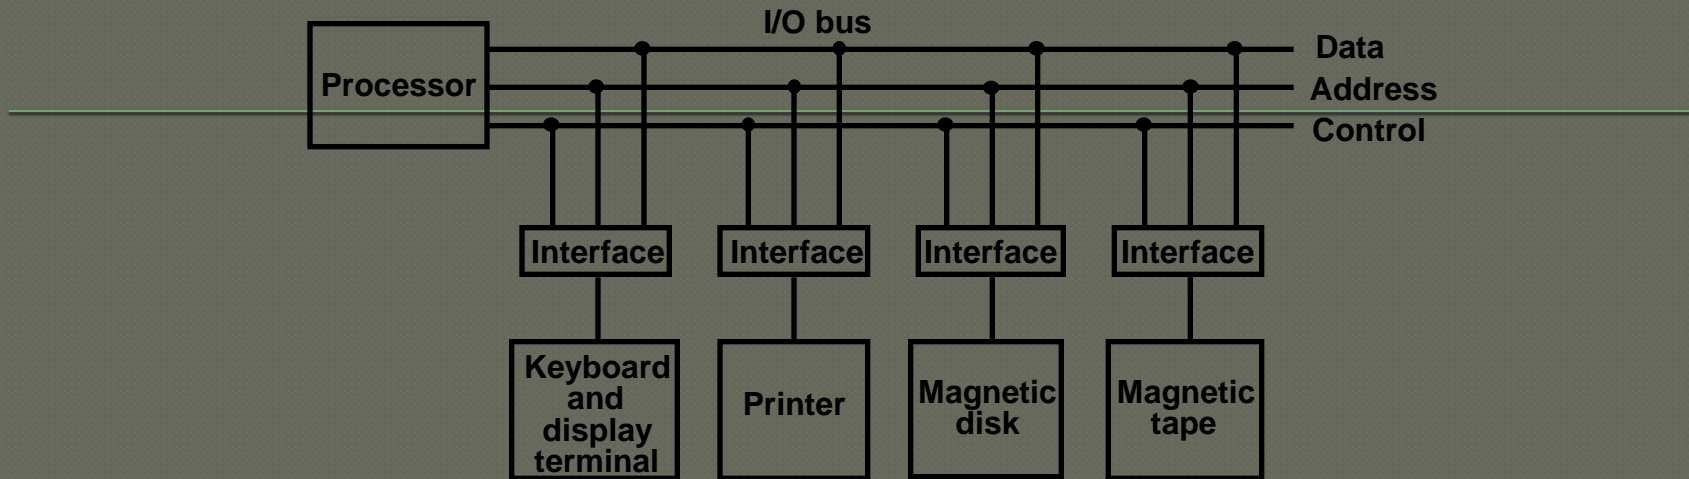 I/O bus
Processor
Data
Address
Control
Interface
Interface
Interface
Interface
Keyboard
and
display
terminal
Printer
Magnetic
disk
Magnetic
tape